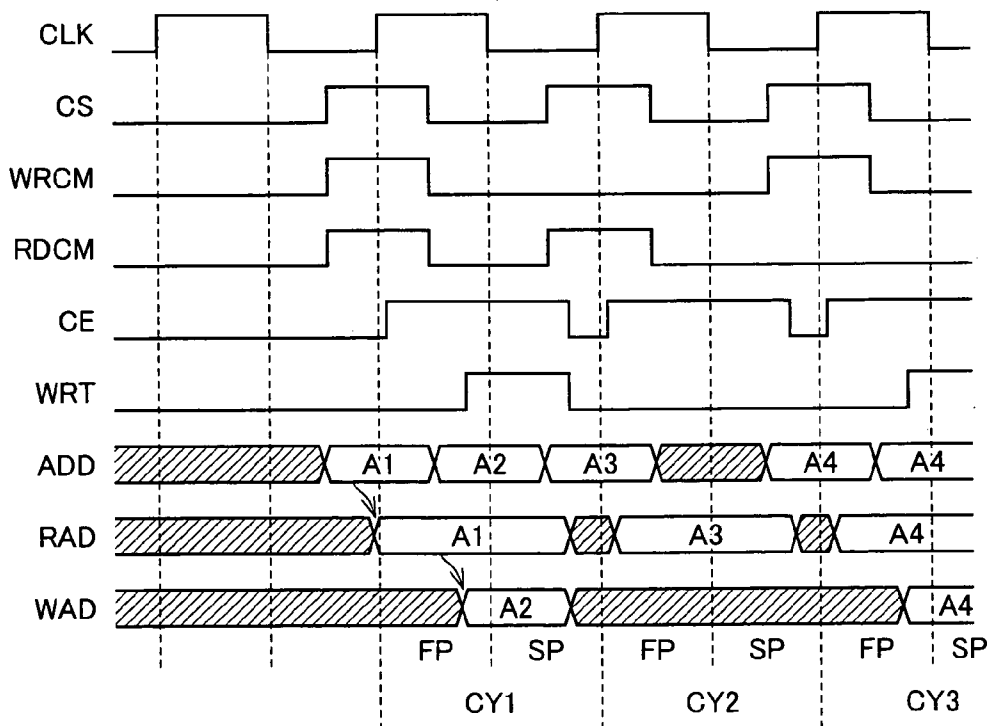 CLK
CS
WRCM
RDCM
CE
WRT
ADD A1 A2 A3 A4 A4
RAD A1 A3 A4
WAD A2 A4
FP SP FP SP FP SP
CY1 CY2 CY3